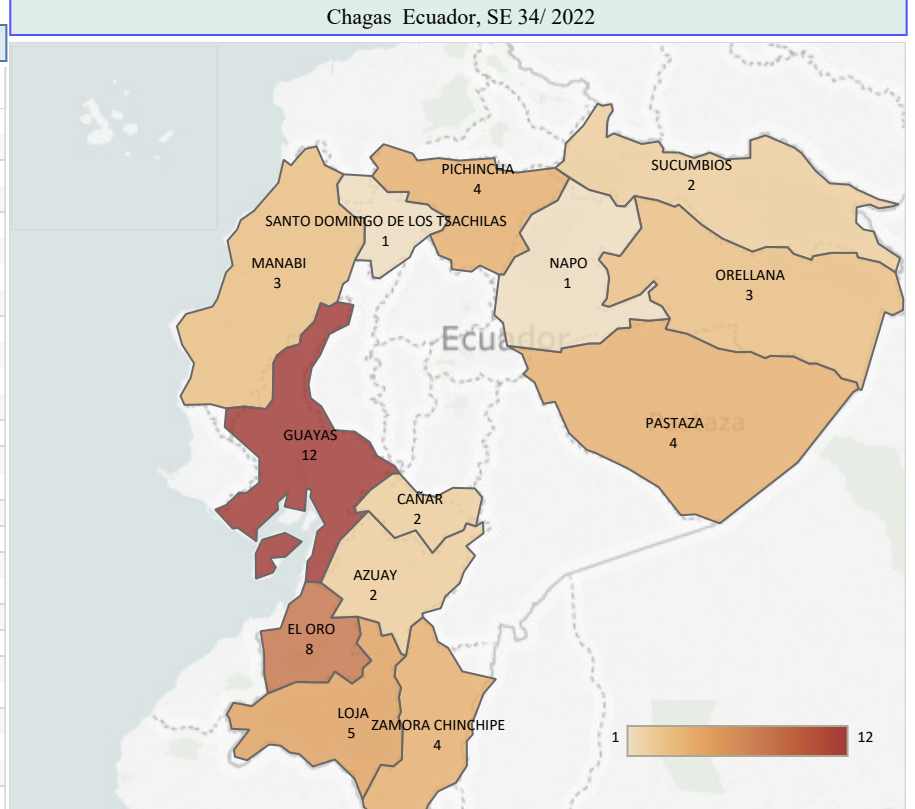 Chagas Ecuador, SE 34/ 2022
PICHINCHA
4
SUCUMBIOS
2
SANTO DOMINGO DE LOS TSACHILAS
1
MANABI
3
NAPO
1
ORELLANA
3
Ecuador
PASTAZA
4
GUAYAS
12
CAÑAR
2
AZUAY
2
EL ORO
8
LOJA
5
ZAMORA CHINCHIPE
4
1
12